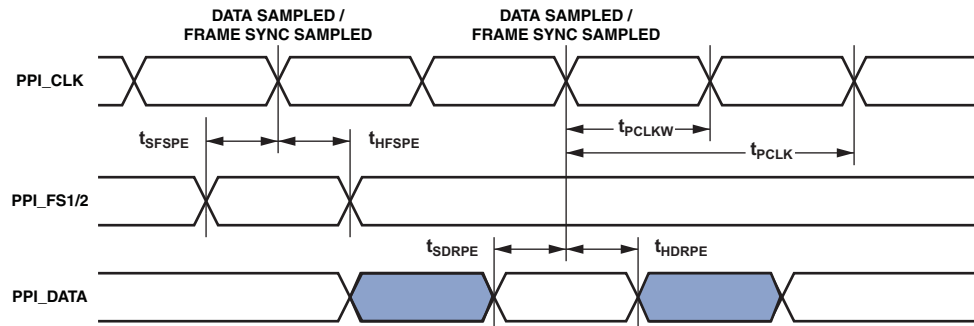 DATA SAMPLED /
FRAME SYNC SAMPLED
DATA SAMPLED /
FRAME SYNC SAMPLED
PPI_CLK
tSFSPE
tHFSPE
tPCLKW
tPCLK
PPI_FS1/2
tSDRPE
tHDRPE
PPI_DATA